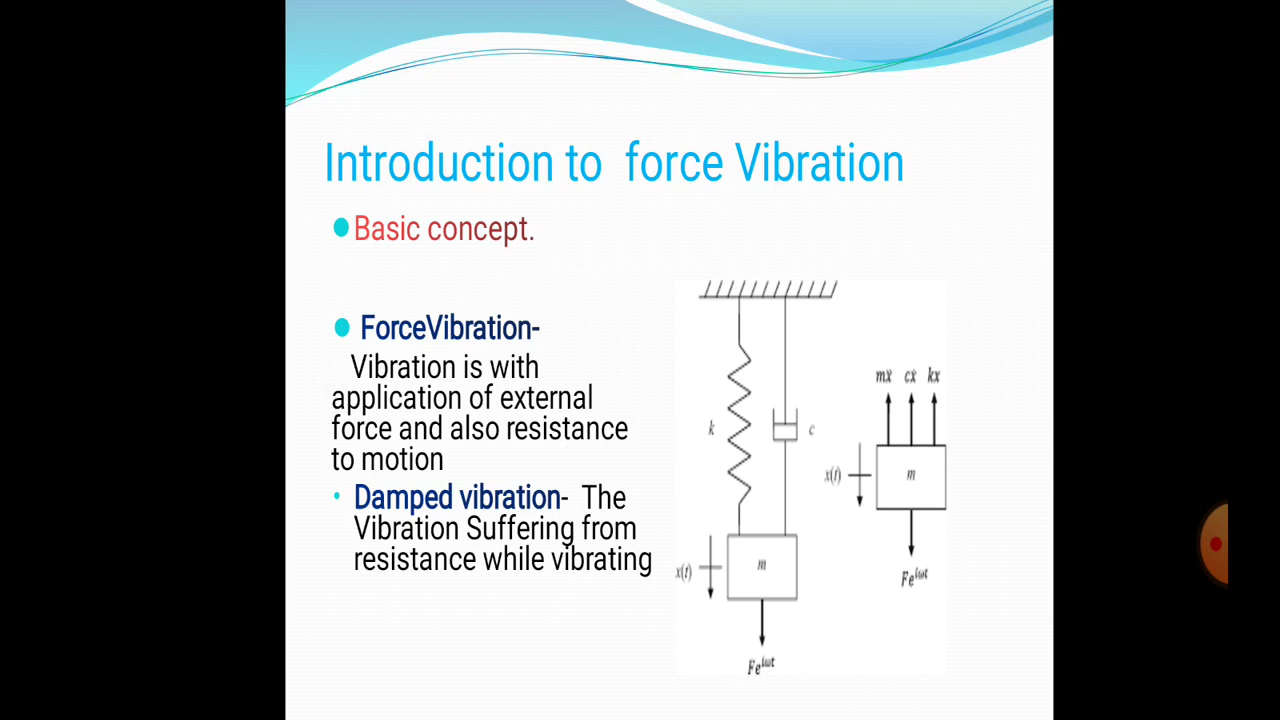 Introduction to force Vibration
Basic concept.
ForceVibration-
Vibration is with
application of external
force and also resistance
to motion
Damped vibration- The
Vibration Suffering from
resistance while vibrating
k
c
x(t)
m
Fe^{iωt}
mẍ cẋ kx
x(t)
m
Fe^{iωt}